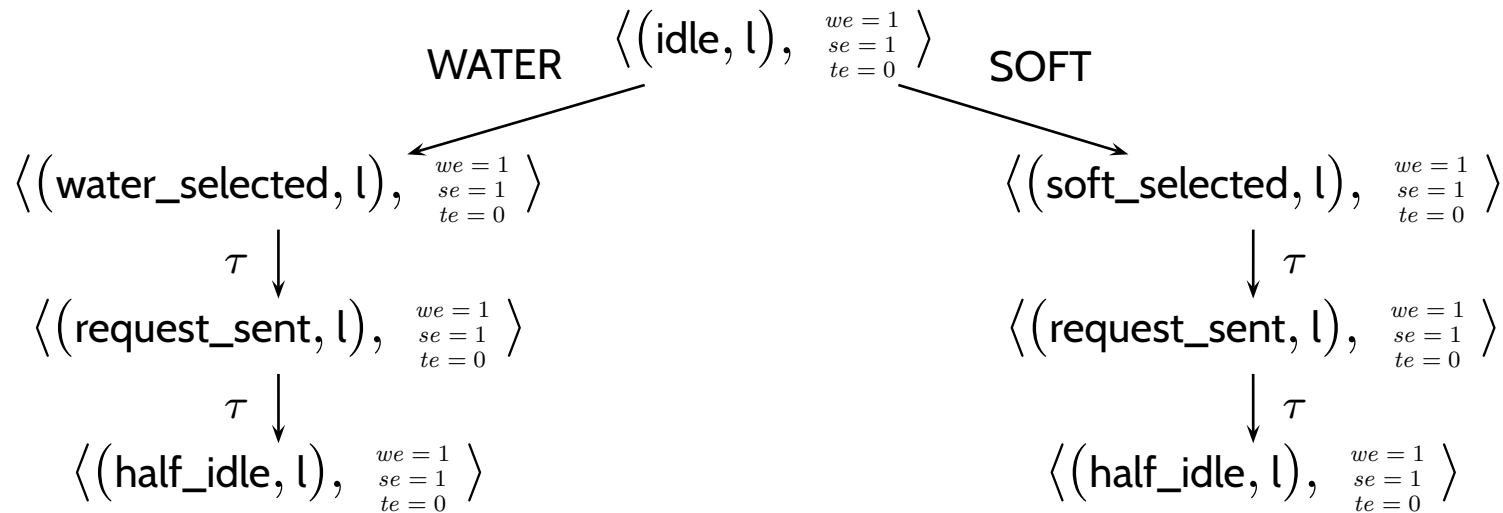 WATER ⟨(idle, l), we = 1 se = 1 te = 0⟩ SOFT
⟨(water_selected, l), we = 1 se = 1 te = 0⟩ ⟨(soft_selected, l), we = 1 se = 1 te = 0⟩
τ τ
⟨(request_sent, l), we = 1 se = 1 te = 0⟩ ⟨(request_sent, l), we = 1 se = 1 te = 0⟩
τ τ
⟨(half_idle, l), we = 1 se = 1 te = 0⟩ ⟨(half_idle, l), we = 1 se = 1 te = 0⟩